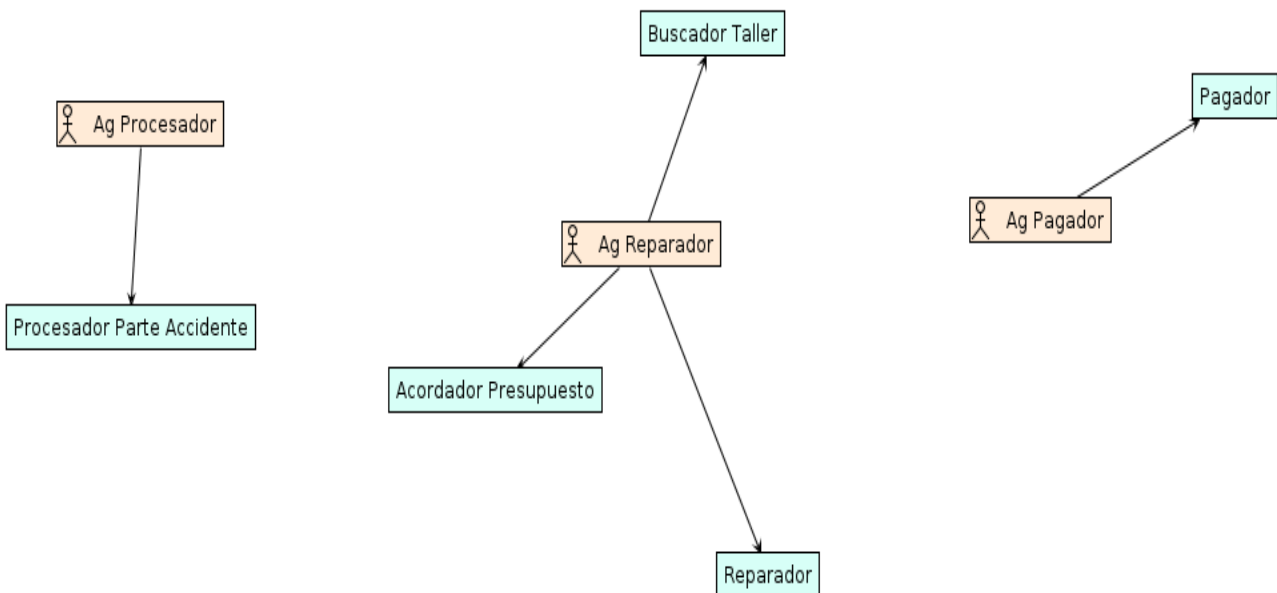 Buscador Taller
Pagador
Ag Procesador
Ag Pagador
Ag Reparador
Procesador Parte Accidente
Acordador Presupuesto
Reparador